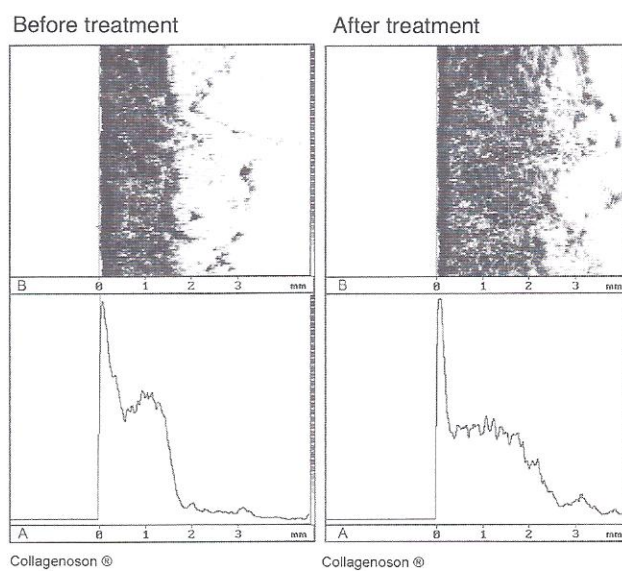 Before treatment
After treatment
B
0 1 2 3 mm
B
0 1 2 3 mm
A
0 1 2 3 mm
A
0 1 2 3 mm
Collagenoson ®
Collagenoson ®